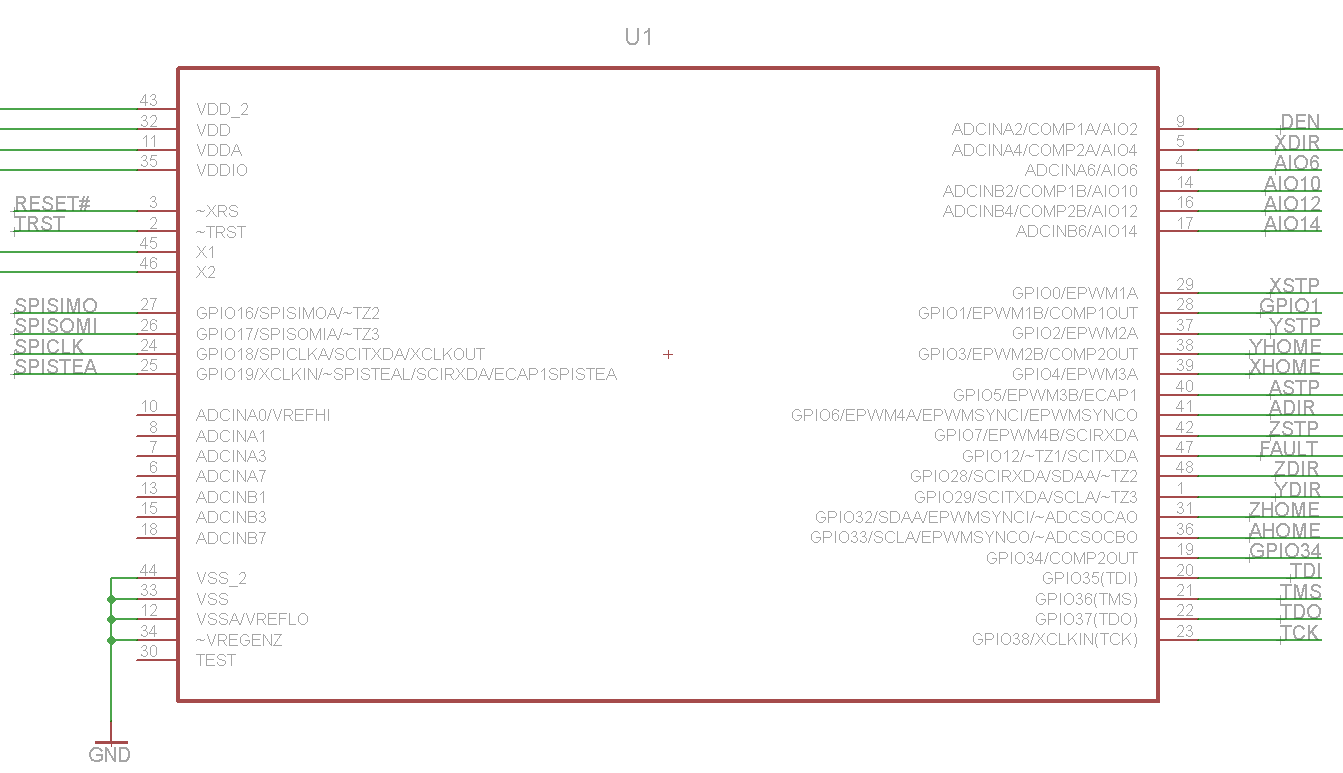 U1
43 VDD_2
32 VDD
11 VDDA
35 VDDIO
RESET# 3 ~XRS
TRST 2 ~TRST
45 X1
46 X2
SPISIMO 27 GPIO16/SPISIMOA/~TZ2
SPISOMI 26 GPIO17/SPISOMIA/~TZ3
SPICLK 24 GPIO18/SPICLKA/SCITXDA/XCLKOUT
SPISTEA 25 GPIO19/XCLKIN/~SPISTEAL/SCIRXDA/ECAP1SPISTEA
10 ADCINA0/VREFHI
8 ADCINA1
7 ADCINA3
6 ADCINA7
13 ADCINB1
15 ADCINB3
18 ADCINB7
44 VSS_2
33 VSS
12 VSSA/VREFLO
34 ~VREGENZ
30 TEST
GND
ADCINA2/COMP1A/AIO2 9 DEN
ADCINA4/COMP2A/AIO4 5 XDIR
ADCINA6/AIO6 4 AIO6
ADCINB2/COMP1B/AIO10 14 AIO10
ADCINB4/COMP2B/AIO12 16 AIO12
ADCINB6/AIO14 17 AIO14
GPIO0/EPWM1A 29 XSTP
GPIO1/EPWM1B/COMP1OUT 28 GPIO1
GPIO2/EPWM2A 37 YSTP
GPIO3/EPWM2B/COMP2OUT 38 YHOME
GPIO4/EPWM3A 39 XHOME
GPIO5/EPWM3B/ECAP1 40 ASTP
GPIO6/EPWM4A/EPWMSYNCI/EPWMSYNCO 41 ADIR
GPIO7/EPWM4B/SCIRXDA 42 ZSTP
GPIO12/~TZ1/SCITXDA 47 FAULT
GPIO28/SCIRXDA/SDAA/~TZ2 48 ZDIR
GPIO29/SCITXDA/SCLA/~TZ3 1 YDIR
GPIO32/SDAA/EPWMSYNCI/~ADCSOCAO 31 ZHOME
GPIO33/SCLA/EPWMSYNCO/~ADCSOCBO 36 AHOME
GPIO34/COMP2OUT 19 GPIO34
GPIO35(TDI) 20 TDI
GPIO36(TMS) 21 TMS
GPIO37(TDO) 22 TDO
GPIO38/XCLKIN(TCK) 23 TCK